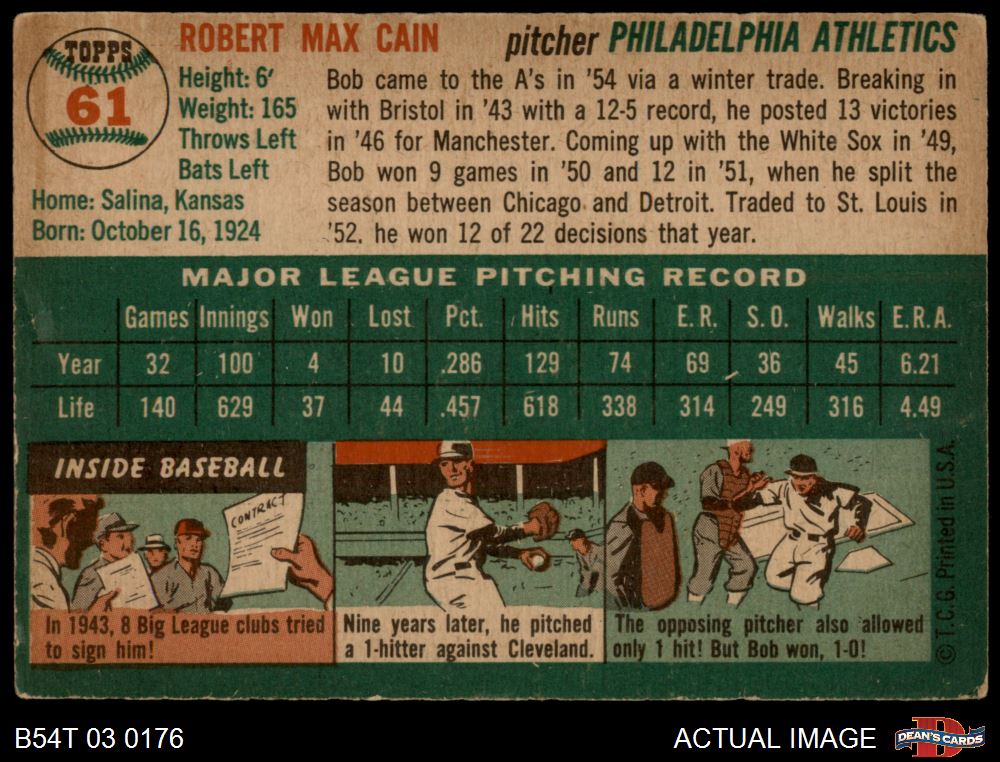 TOPPS
61
ROBERT MAX CAIN pitcher PHILADELPHIA ATHLETICS
Height: 6'
Weight: 165
Throws Left
Bats Left
Home: Salina, Kansas
Born: October 16, 1924
Bob came to the A's in '54 via a winter trade. Breaking in
with Bristol in '43 with a 12-5 record, he posted 13 victories
in '46 for Manchester. Coming up with the White Sox in '49,
Bob won 9 games in '50 and 12 in '51, when he split the
season between Chicago and Detroit. Traded to St. Louis in
'52, he won 12 of 22 decisions that year.
MAJOR LEAGUE PITCHING RECORD
Games Innings Won Lost Pct. Hits Runs E.R. S.O. Walks E.R.A.
Year 32 100 4 10 .286 129 74 69 36 45 6.21
Life 140 629 37 44 .457 618 338 314 249 316 4.49
INSIDE BASEBALL
CONTRACT
In 1943, 8 Big League clubs tried
to sign him!
Nine years later, he pitched
a 1-hitter against Cleveland.
The opposing pitcher also allowed
only 1 hit! But Bob won, 1-0!
© T.C.G. Printed in U.S.A.
B54T 03 0176
ACTUAL IMAGE
D
DEAN'S CARDS